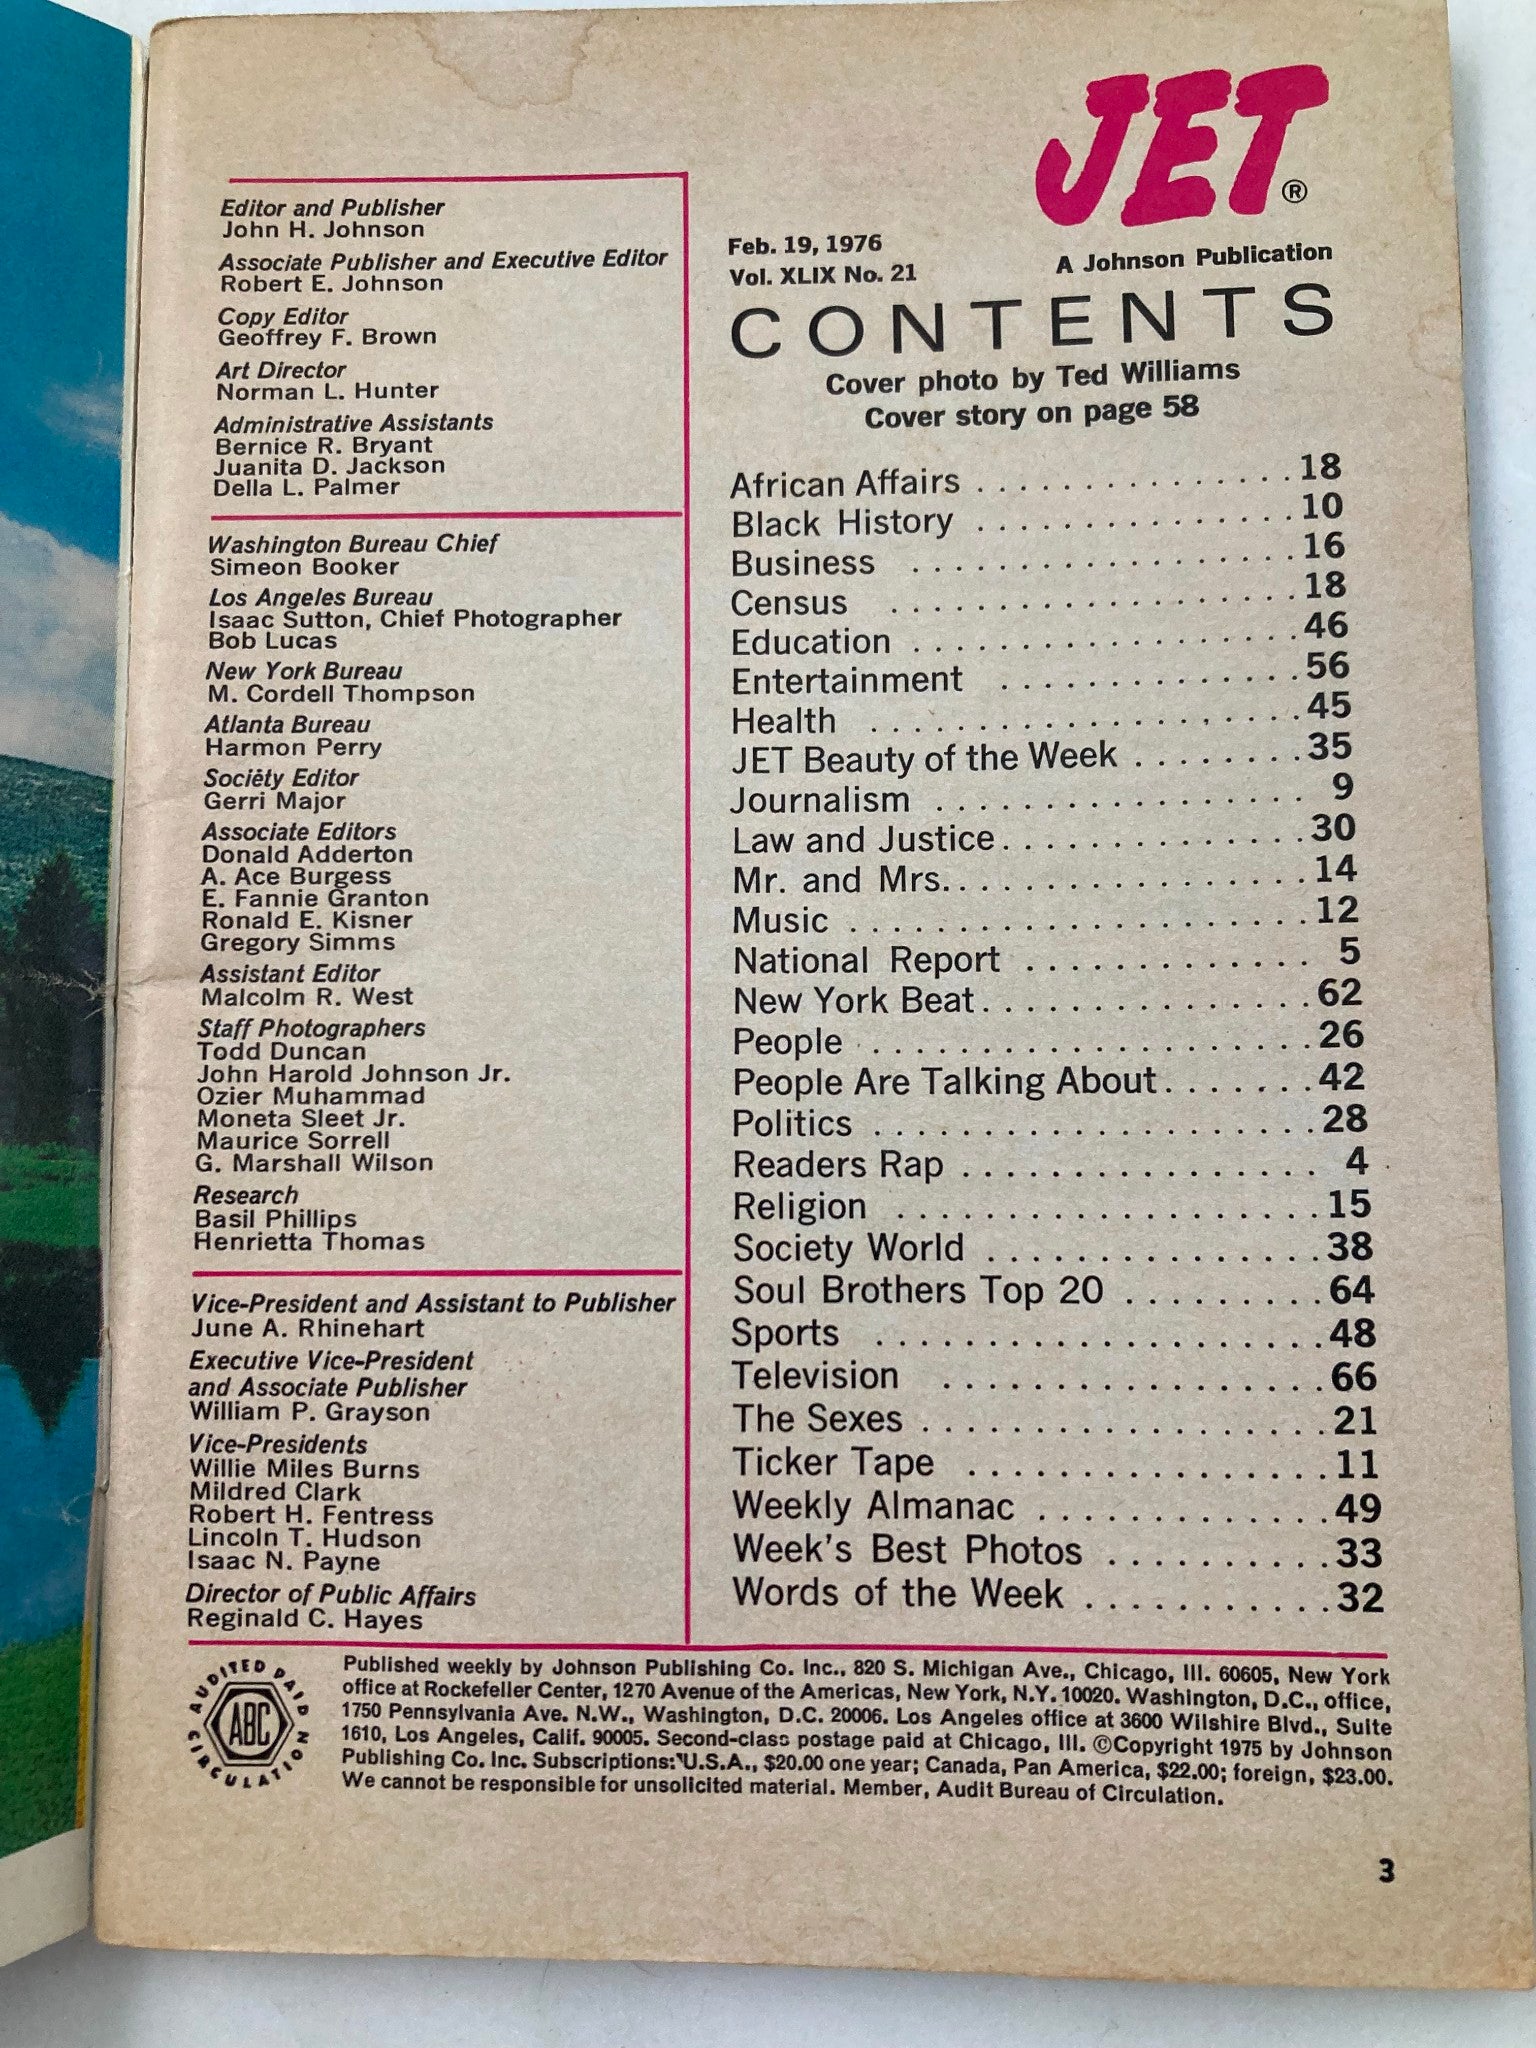 JET®
A Johnson Publication
Editor and Publisher
John H. Johnson
Associate Publisher and Executive Editor
Robert E. Johnson
Copy Editor
Geoffrey F. Brown
Art Director
Norman L. Hunter
Administrative Assistants
Bernice R. Bryant
Juanita D. Jackson
Della L. Palmer
Washington Bureau Chief
Simeon Booker
Los Angeles Bureau
Isaac Sutton, Chief Photographer
Bob Lucas
New York Bureau
M. Cordell Thompson
Atlanta Bureau
Harmon Perry
Society Editor
Gerri Major
Associate Editors
Donald Adderton
A. Ace Burgess
E. Fannie Granton
Ronald E. Kisner
Gregory Simms
Assistant Editor
Malcolm R. West
Staff Photographers
Todd Duncan
John Harold Johnson Jr.
Ozier Muhammad
Moneta Sleet Jr.
Maurice Sorrell
G. Marshall Wilson
Research
Basil Phillips
Henrietta Thomas
Vice-President and Assistant to Publisher
June A. Rhinehart
Executive Vice-President
and Associate Publisher
William P. Grayson
Vice-Presidents
Willie Miles Burns
Mildred Clark
Robert H. Fentress
Lincoln T. Hudson
Isaac N. Payne
Director of Public Affairs
Reginald C. Hayes
Feb. 19, 1976
Vol. XLIX No. 21
CONTENTS
Cover photo by Ted Williams
Cover story on page 58
African Affairs . . . . . . . . . . . . . . . 18
Black History . . . . . . . . . . . . . . . 10
Business . . . . . . . . . . . . . . . . . . 16
Census . . . . . . . . . . . . . . . . . . . 18
Education . . . . . . . . . . . . . . . . . . 46
Entertainment . . . . . . . . . . . . . . 56
Health . . . . . . . . . . . . . . . . . . . . 45
JET Beauty of the Week . . . . . . . . 35
Journalism . . . . . . . . . . . . . . . . . 9
Law and Justice . . . . . . . . . . . . . . 30
Mr. and Mrs. . . . . . . . . . . . . . . . . 14
Music . . . . . . . . . . . . . . . . . . . . . 12
National Report . . . . . . . . . . . . . 5
New York Beat . . . . . . . . . . . . . . . 62
People . . . . . . . . . . . . . . . . . . . . 26
People Are Talking About . . . . . . . 42
Politics . . . . . . . . . . . . . . . . . . . . 28
Readers Rap . . . . . . . . . . . . . . . . 4
Religion . . . . . . . . . . . . . . . . . . . 15
Society World . . . . . . . . . . . . . . . 38
Soul Brothers Top 20 . . . . . . . . . 64
Sports . . . . . . . . . . . . . . . . . . . . 48
Television . . . . . . . . . . . . . . . . . 66
The Sexes . . . . . . . . . . . . . . . . . . 21
Ticker Tape . . . . . . . . . . . . . . . . 11
Weekly Almanac . . . . . . . . . . . . . 49
Week's Best Photos . . . . . . . . . . 33
Words of the Week . . . . . . . . . . . 32
AUDITED PAID
ABC
CIRCULATION
Published weekly by Johnson Publishing Co. Inc., 820 S. Michigan Ave., Chicago, Ill. 60605, New York
office at Rockefeller Center, 1270 Avenue of the Americas, New York, N.Y. 10020. Washington, D.C., office,
1750 Pennsylvania Ave. N.W., Washington, D.C. 20006. Los Angeles office at 3600 Wilshire Blvd., Suite
1610, Los Angeles, Calif. 90005. Second-class postage paid at Chicago, Ill. ©Copyright 1975 by Johnson
Publishing Co. Inc. Subscriptions: U.S.A., $20.00 one year; Canada, Pan America, $22.00; foreign, $23.00.
We cannot be responsible for unsolicited material. Member, Audit Bureau of Circulation.
3